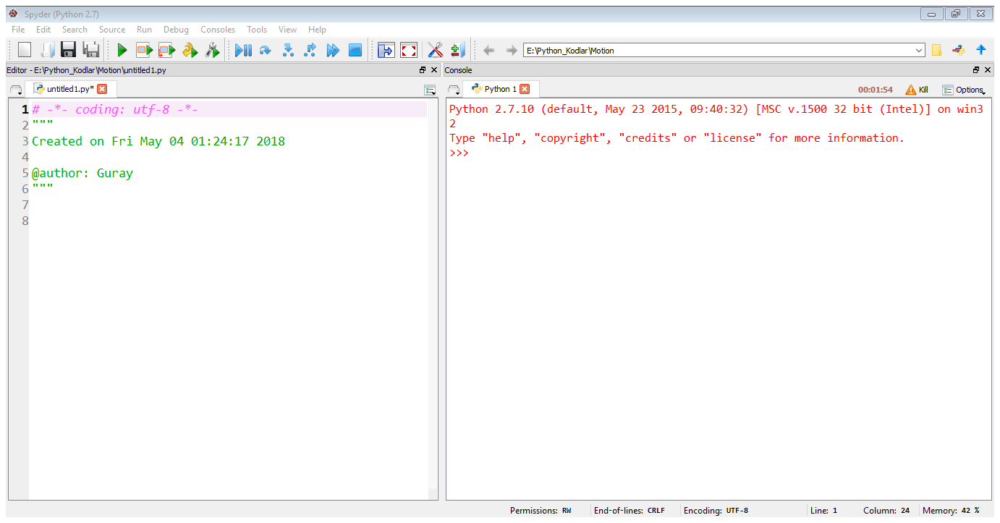 Spyder (Python 2.7)
File Edit Search Source Run Debug Consoles Tools View Help
E:\Python_Kodlar\Motion
Editor - E:\Python_Kodlar\Motion\untitled1.py
Console
untitled1.py*
Python 1
00:01:54 Kill Options
1 # -*- coding: utf-8 -*-
2 """
3 Created on Fri May 04 01:24:17 2018
4
5 @author: Guray
6 """
7
8
Python 2.7.10 (default, May 23 2015, 09:40:32) [MSC v.1500 32 bit (Intel)] on win3
2
Type "help", "copyright", "credits" or "license" for more information.
>>>
Permissions: RW End-of-lines: CRLF Encoding: UTF-8 Line: 1 Column: 24 Memory: 42 %